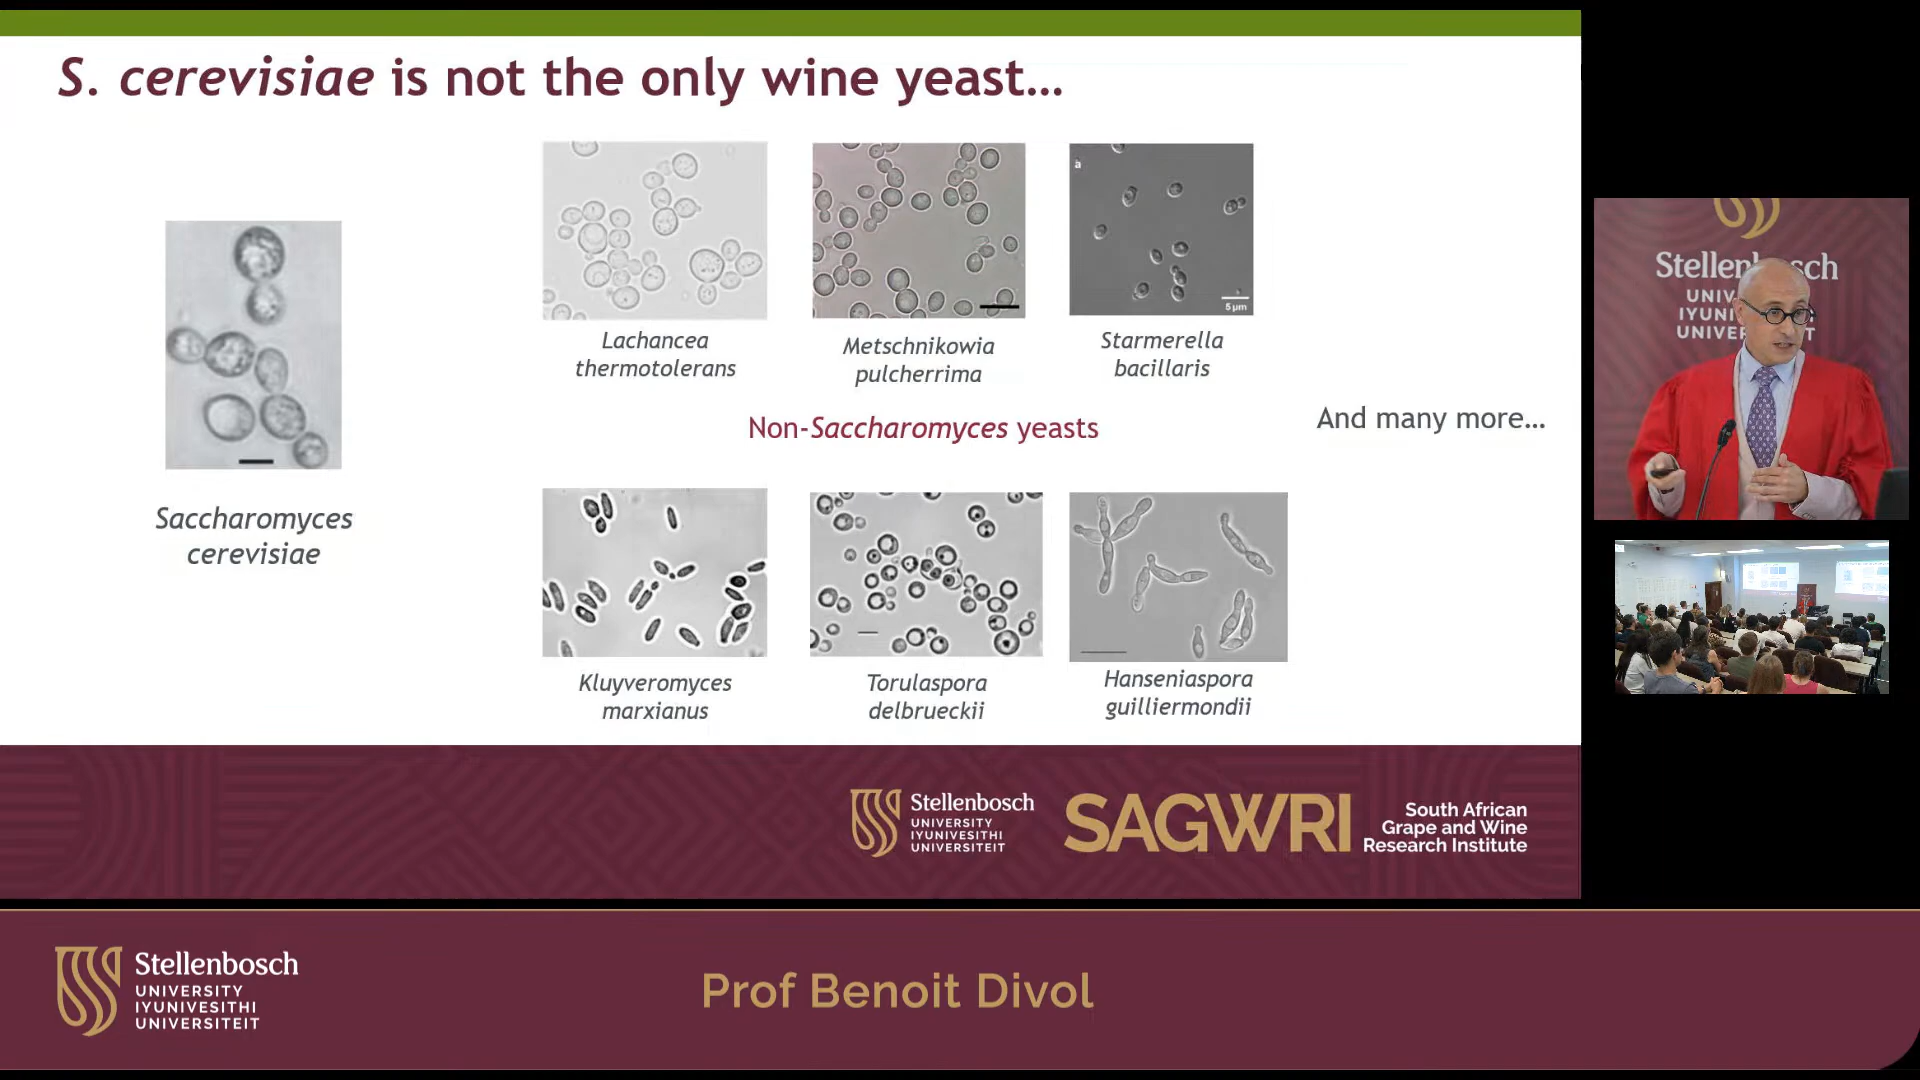 S. cerevisiae is not the only wine yeast...
a
5 µm
Lachancea
thermotolerans
Metschnikowia
pulcherrima
Starmerella
bacillaris
Non-Saccharomyces yeasts
And many more...
Saccharomyces
cerevisiae
Kluyveromyces
marxianus
Torulaspora
delbrueckii
Hanseniaspora
guilliermondii
Stellenbosch
UNIVERSITY
IYUNIVESITHI
UNIVERSITEIT
SAGWRI
South African
Grape and Wine
Research Institute
Stellenbosch
UNIVERSITY
IYUNIVESITHI
UNIVERSITEIT
Prof Benoit Divol